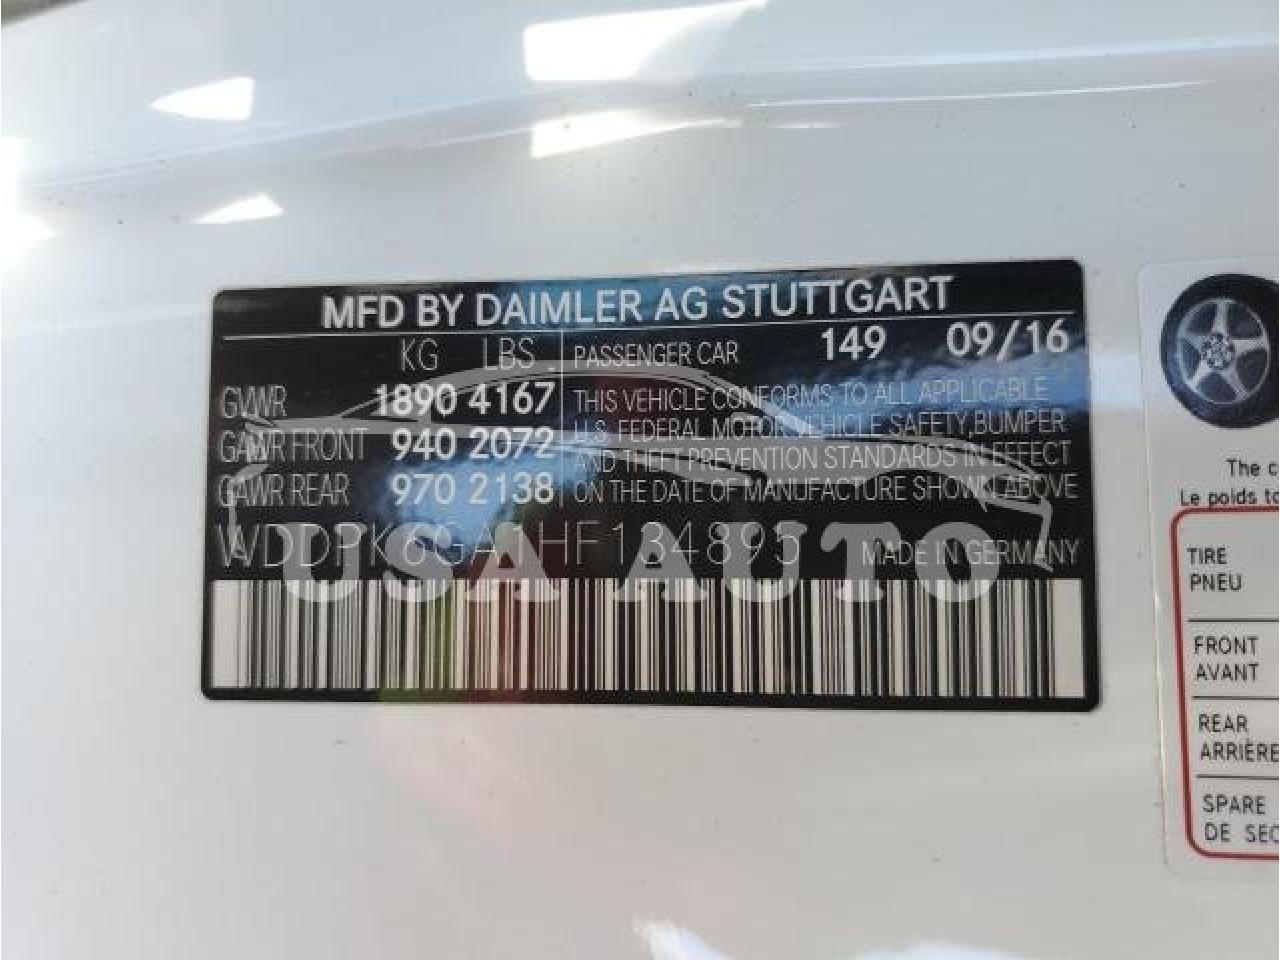 MFD BY DAIMLER AG STUTTGART
KG LBS PASSENGER CAR 149 09/16
GVWR 1890 4167 THIS VEHICLE CONFORMS TO ALL APPLICABLE
GAWR FRONT 940 2072 U.S. FEDERAL MOTOR VEHICLE SAFETY, BUMPER
AND THEFT PREVENTION STANDARDS IN EFFECT
GAWR REAR 970 2138 ON THE DATE OF MANUFACTURE SHOWN ABOVE
WDDPK6GA1HF134895 MADE IN GERMANY
USA AUTO
The c
Le poids to
TIRE
PNEU
FRONT
AVANT
REAR
ARRIÈRE
SPARE
DE SEC